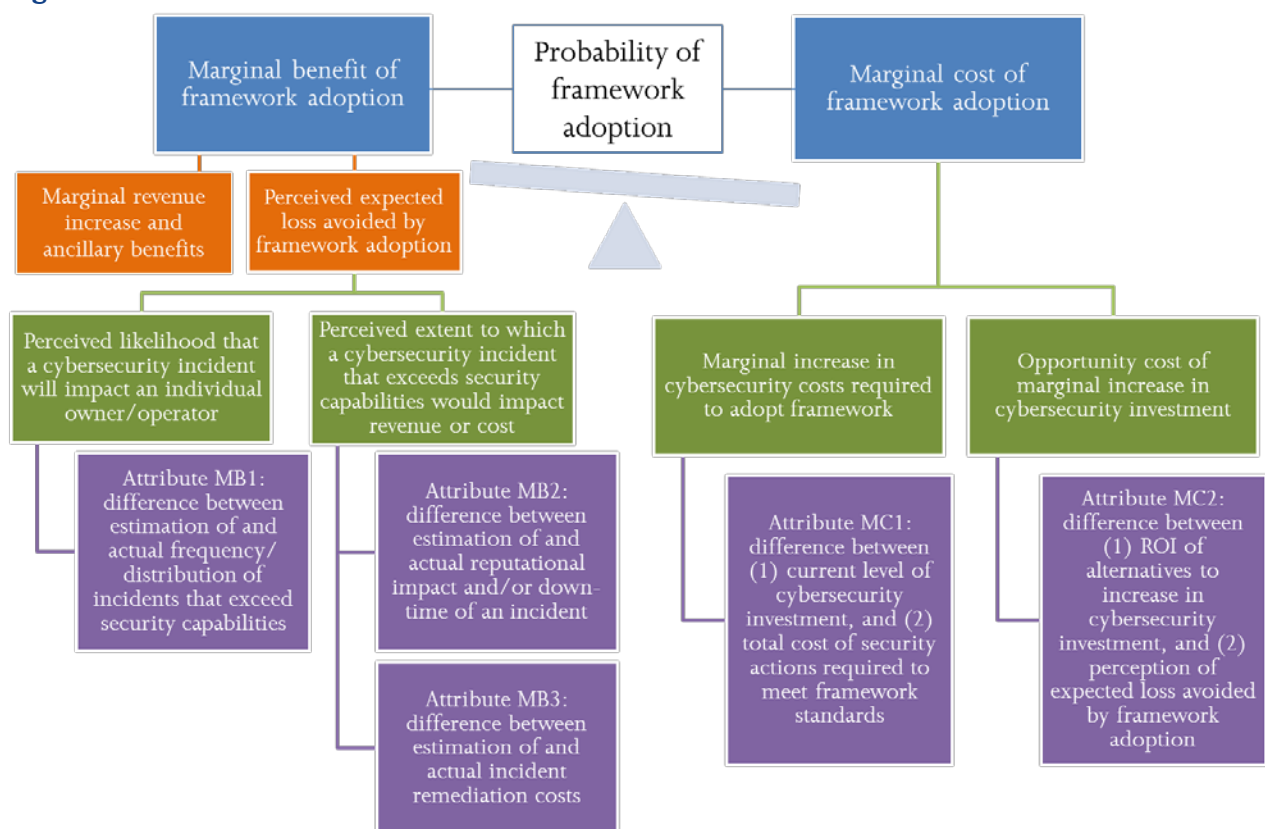 Marginal benefit of
framework adoption
Probability of
framework
adoption
Marginal cost of
framework adoption
Marginal revenue
increase and
ancillary benefits
Perceived expected
loss avoided by
framework adoption
Perceived likelihood that
a cybersecurity incident
will impact an individual
owner/operator
Perceived extent to which
a cybersecurity incident
that exceeds security
capabilities would impact
revenue or cost
Marginal increase in
cybersecurity costs required
to adopt framework
Opportunity cost of
marginal increase in
cybersecurity investment
Attribute MB1:
difference between
estimation of and
actual frequency/
distribution of
incidents that exceed
security capabilities
Attribute MB2:
difference between
estimation of and
actual reputational
impact and/or down-
time of an incident
Attribute MB3:
difference between
estimation of and
actual incident
remediation costs
Attribute MC1:
difference between
(1) current level of
cybersecurity
investment, and (2)
total cost of security
actions required to
meet framework
standards
Attribute MC2:
difference between
(1) ROI of
alternatives to
increase in
cybersecurity
investment, and (2)
perception of
expected loss avoided
by framework
adoption